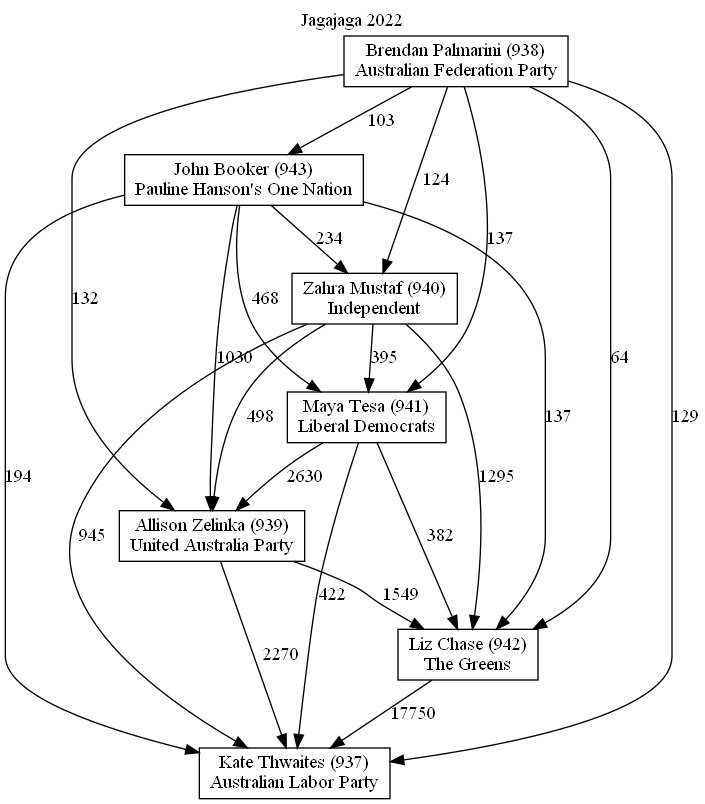 Jagajaga 2022
Brendan Palmarini (938)
Australian Federation Party
103
John Booker (943)
Pauline Hanson's One Nation
124
234
137
Zahra Mustaf (940)
Independent
132
468
1030
395
64
Maya Tesa (941)
Liberal Democrats
498
137
129
194
2630
1295
Allison Zelinka (939)
United Australia Party
945
382
422
1549
Liz Chase (942)
The Greens
2270
17750
Kate Thwaites (937)
Australian Labor Party